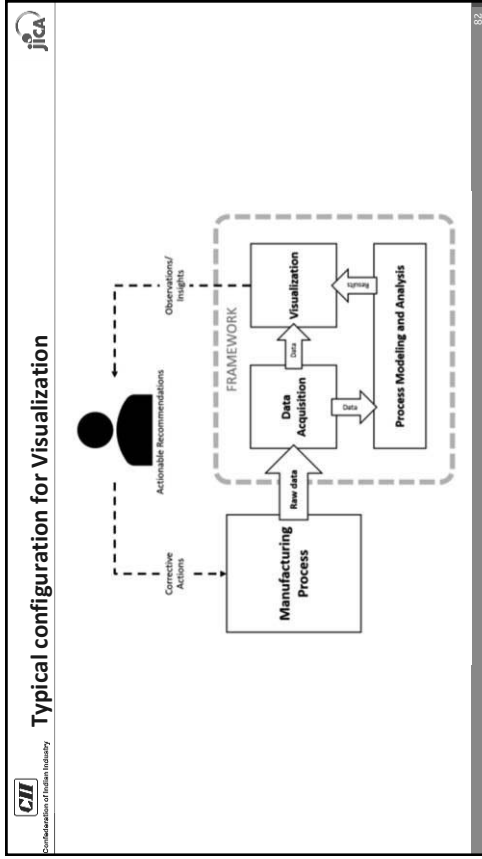 CII
Confederation of Indian Industry
Typical configuration for Visualization
jICA
Actionable Recommendations
Corrective
Actions
Observations/
Insights
FRAMEWORK
Manufacturing
Process
Raw data
Data
Acquisition
Data
Visualization
Data
Results
Process Modeling and Analysis
82